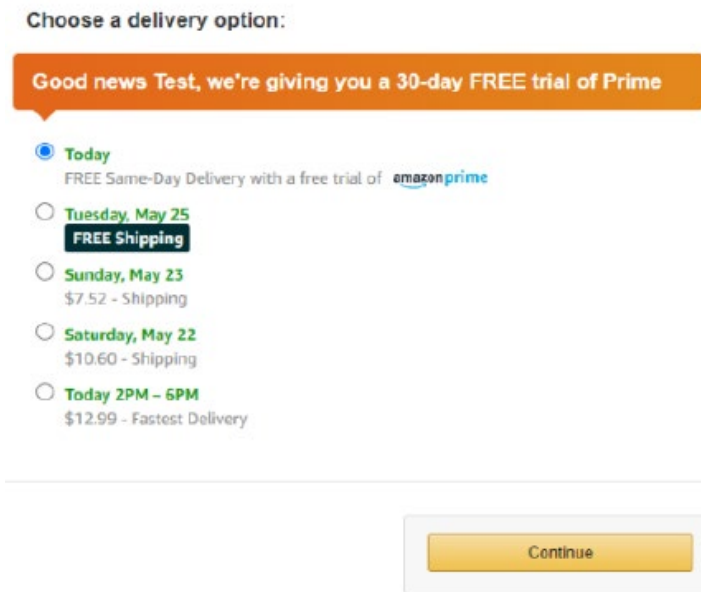 Choose a delivery option:
Good news Test, we're giving you a 30-day FREE trial of Prime
Today
FREE Same-Day Delivery with a free trial of amazonprime
Tuesday, May 25
FREE Shipping
Sunday, May 23
$7.52 - Shipping
Saturday, May 22
$10.60 - Shipping
Today 2PM – 6PM
$12.99 - Fastest Delivery
Continue